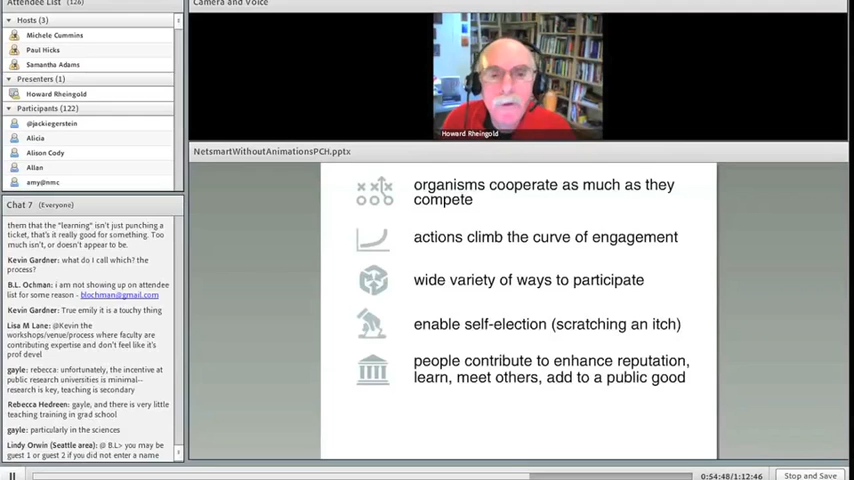 Attendee List (126)
Hosts (3)
Michele Cummins
Paul Hicks
Samantha Adams
Presenters (1)
Howard Rheingold
Participants (122)
@jackiegerstein
Alicia
Alison Cody
Allan
amy@nmc
Chat 7 (Everyone)
them that the "learning" isn't just punching a
ticket, that's it really good for something. Too
much isn't, or doesn't appear to be.
Kevin Gardner: what do I call which? the
process?
B.L. Ochman: i am not showing up on attendee
list for some reason - blochman@gmail.com
Kevin Gardner: True emily it is a touchy thing
Lisa M Lane: @Kevin the
workshops/venue/process where faculty are
contributing expertise and don't feel like it's
prof devel
gayle: rebecca: unfortunately, the incentive at
public research universities is minimal--
research is key, teaching is secondary
Rebecca Hedreen: gayle, and there is very little
teaching training in grad school
gayle: particularly in the sciences
Lindy Orwin (Seattle area): @ B.L> you may be
guest 1 or guest 2 if you did not enter a name
Camera and Voice
Howard Rheingold
NetsmartWithoutAnimationsPCH.pptx
organisms cooperate as much as they
compete
actions climb the curve of engagement
wide variety of ways to participate
enable self-election (scratching an itch)
people contribute to enhance reputation,
learn, meet others, add to a public good
0:54:48/1:12:46
Stop and Save